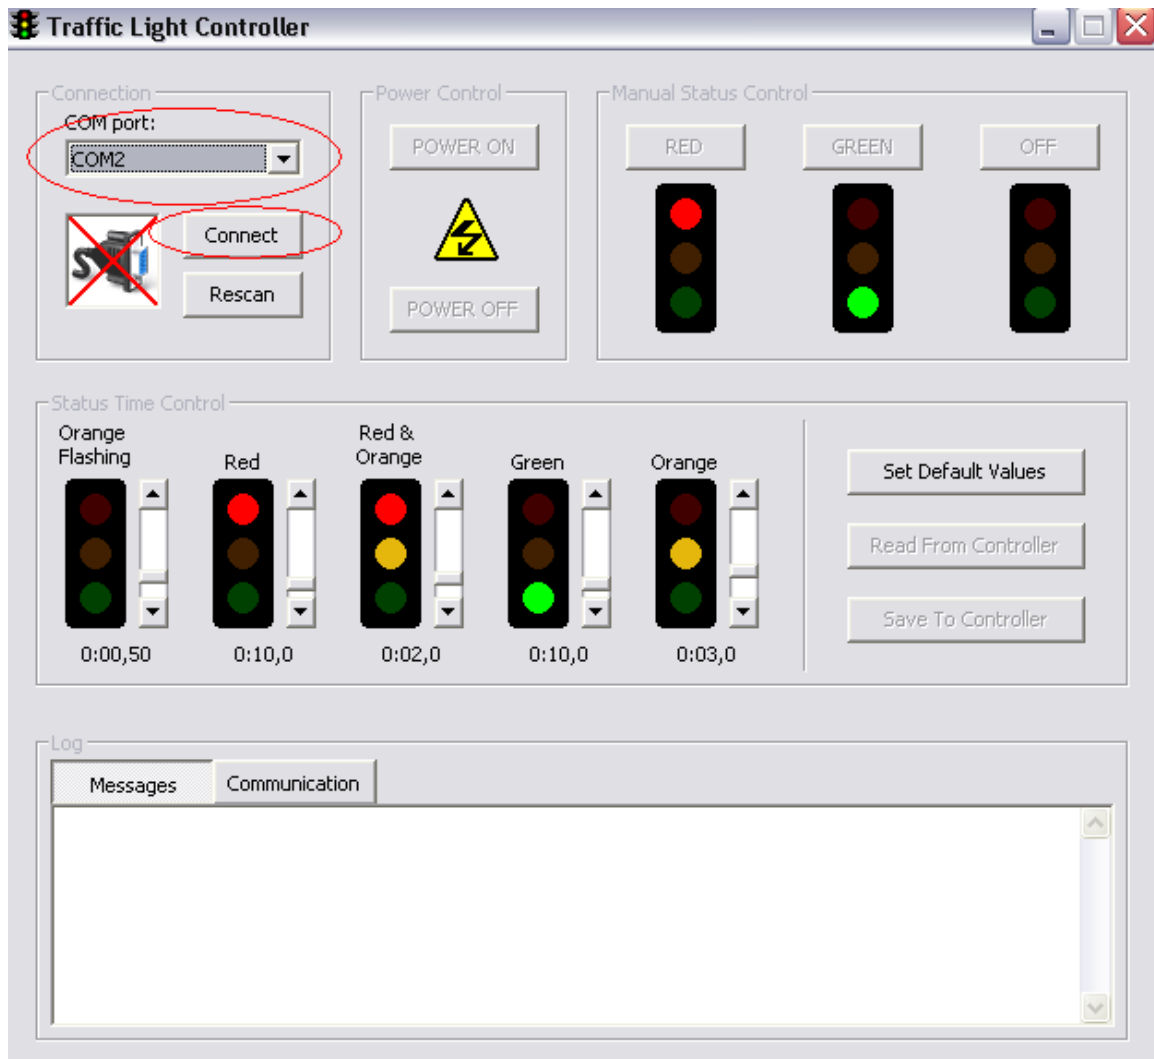 Traffic Light Controller
Connection
COM port:
COM2
Connect
Rescan
Power Control
POWER ON
POWER OFF
Manual Status Control
RED
GREEN
OFF
Status Time Control
Orange
Flashing
Red
Red &
Orange
Green
Orange
0:00,50
0:10,0
0:02,0
0:10,0
0:03,0
Set Default Values
Read From Controller
Save To Controller
Log
Messages
Communication